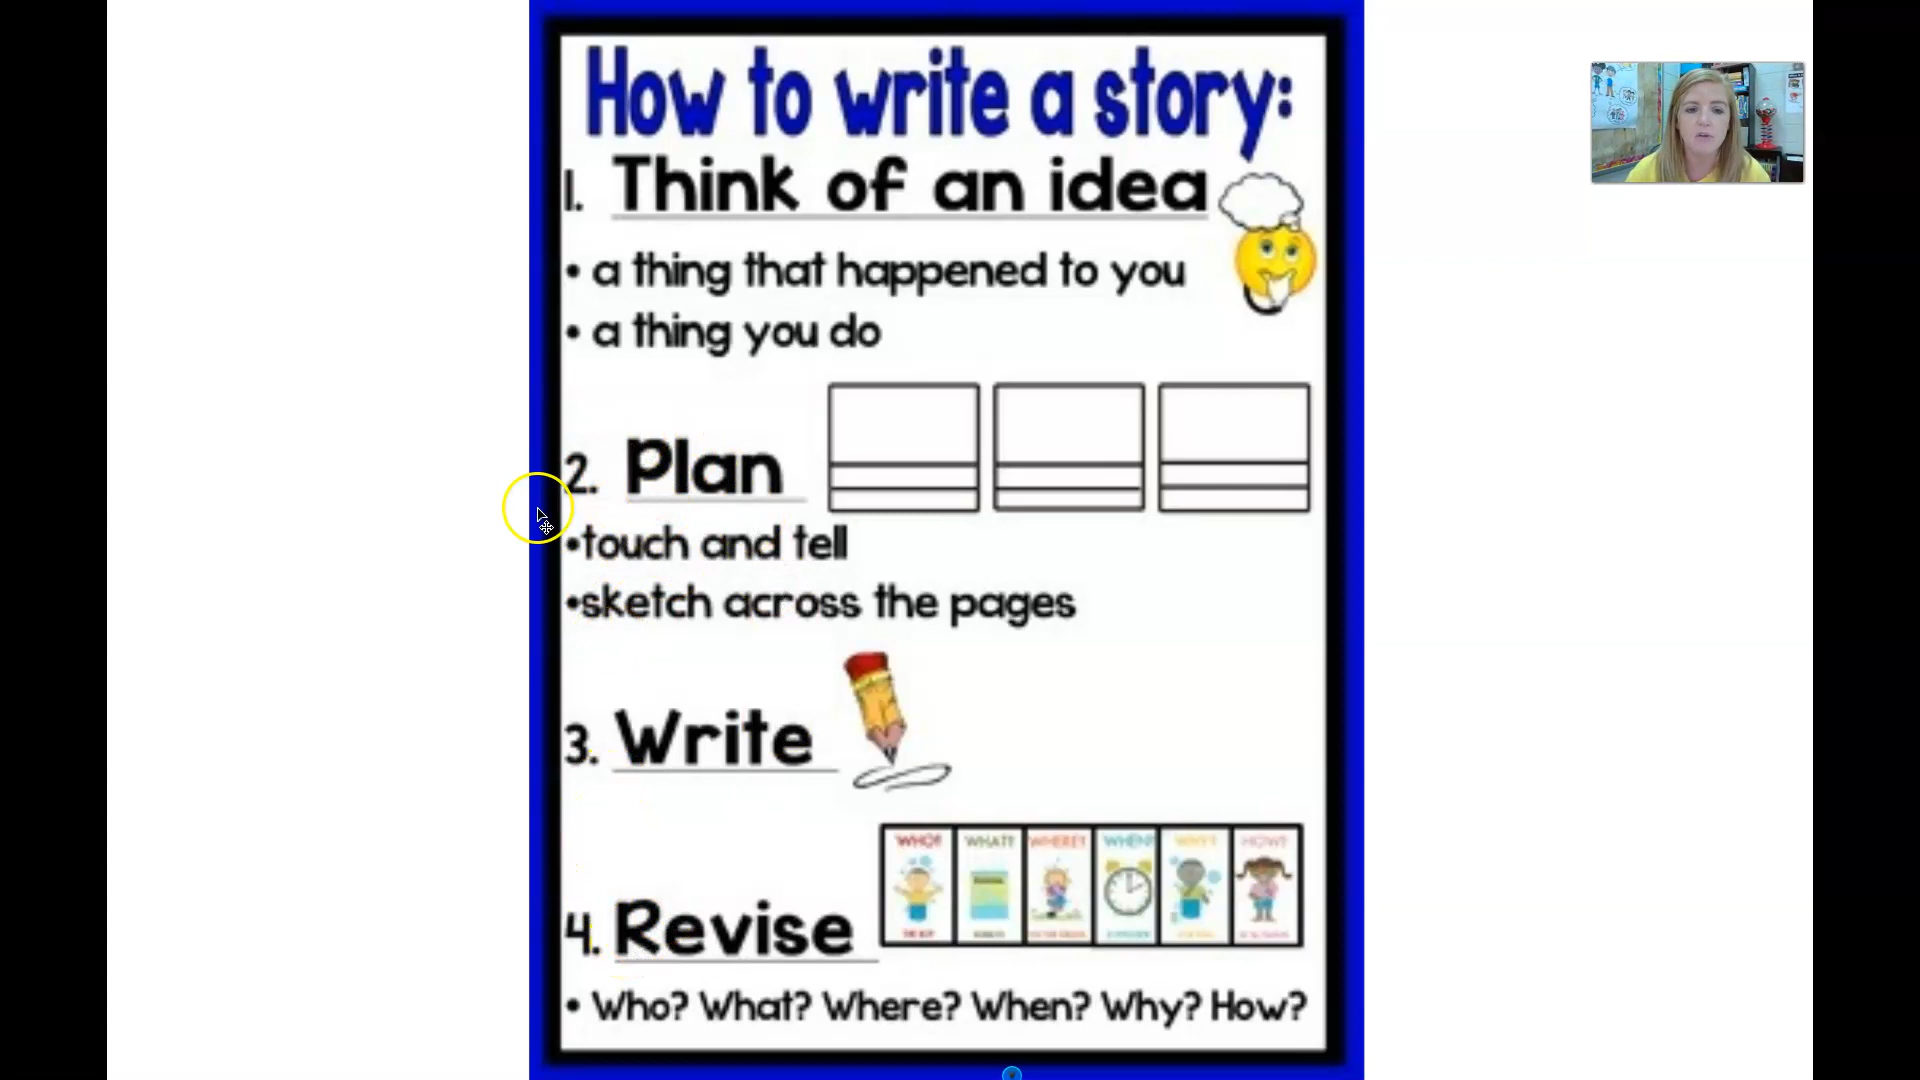 How to write a story:
1. Think of an idea
• a thing that happened to you
• a thing you do
2. Plan
•touch and tell
•sketch across the pages
3. Write
WHO? WHAT? WHERE? WHEN? WHY? HOW?
4. Revise
• Who? What? Where? When? Why? How?